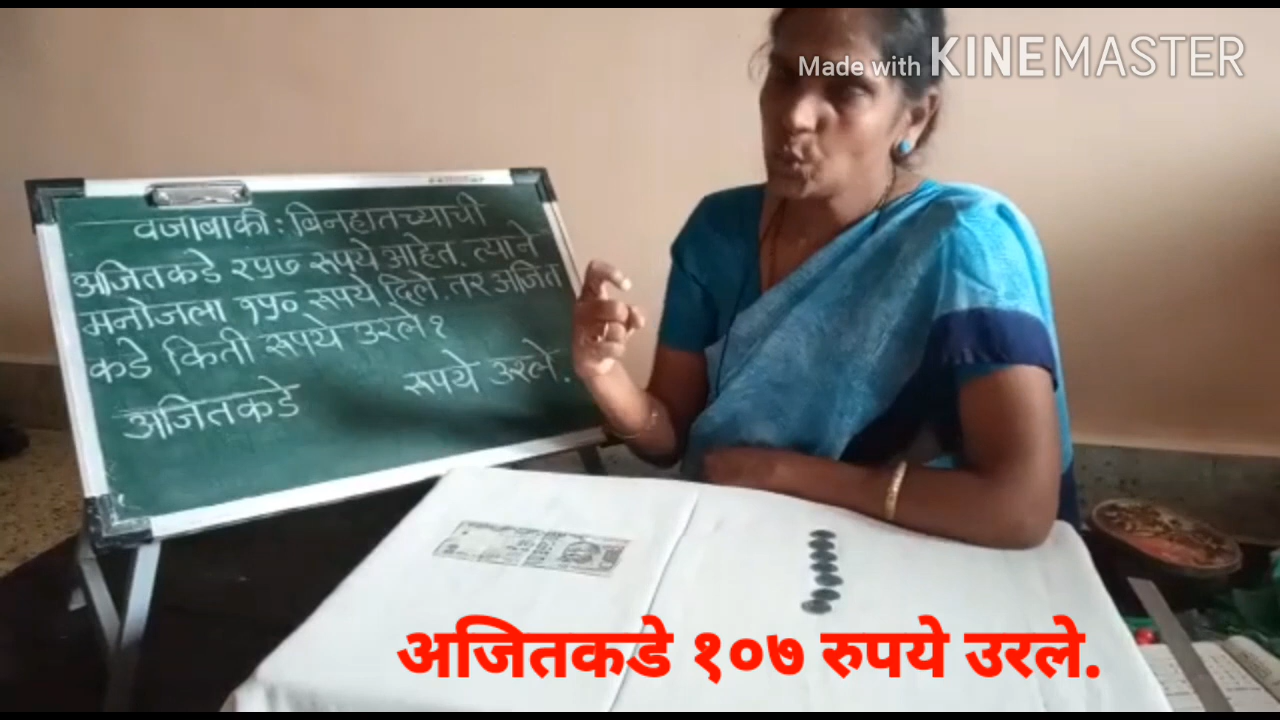 Made with KINEMASTER
वजाबाकी : बिनहातच्याची
अजितकडे २५७ रुपये आहेत. त्याने
मनोजला १५० रुपये दिले. तर अजित
कडे किती रुपये उरले ?
अजितकडे रुपये उरले.
अजितकडे १०७ रुपये उरले.